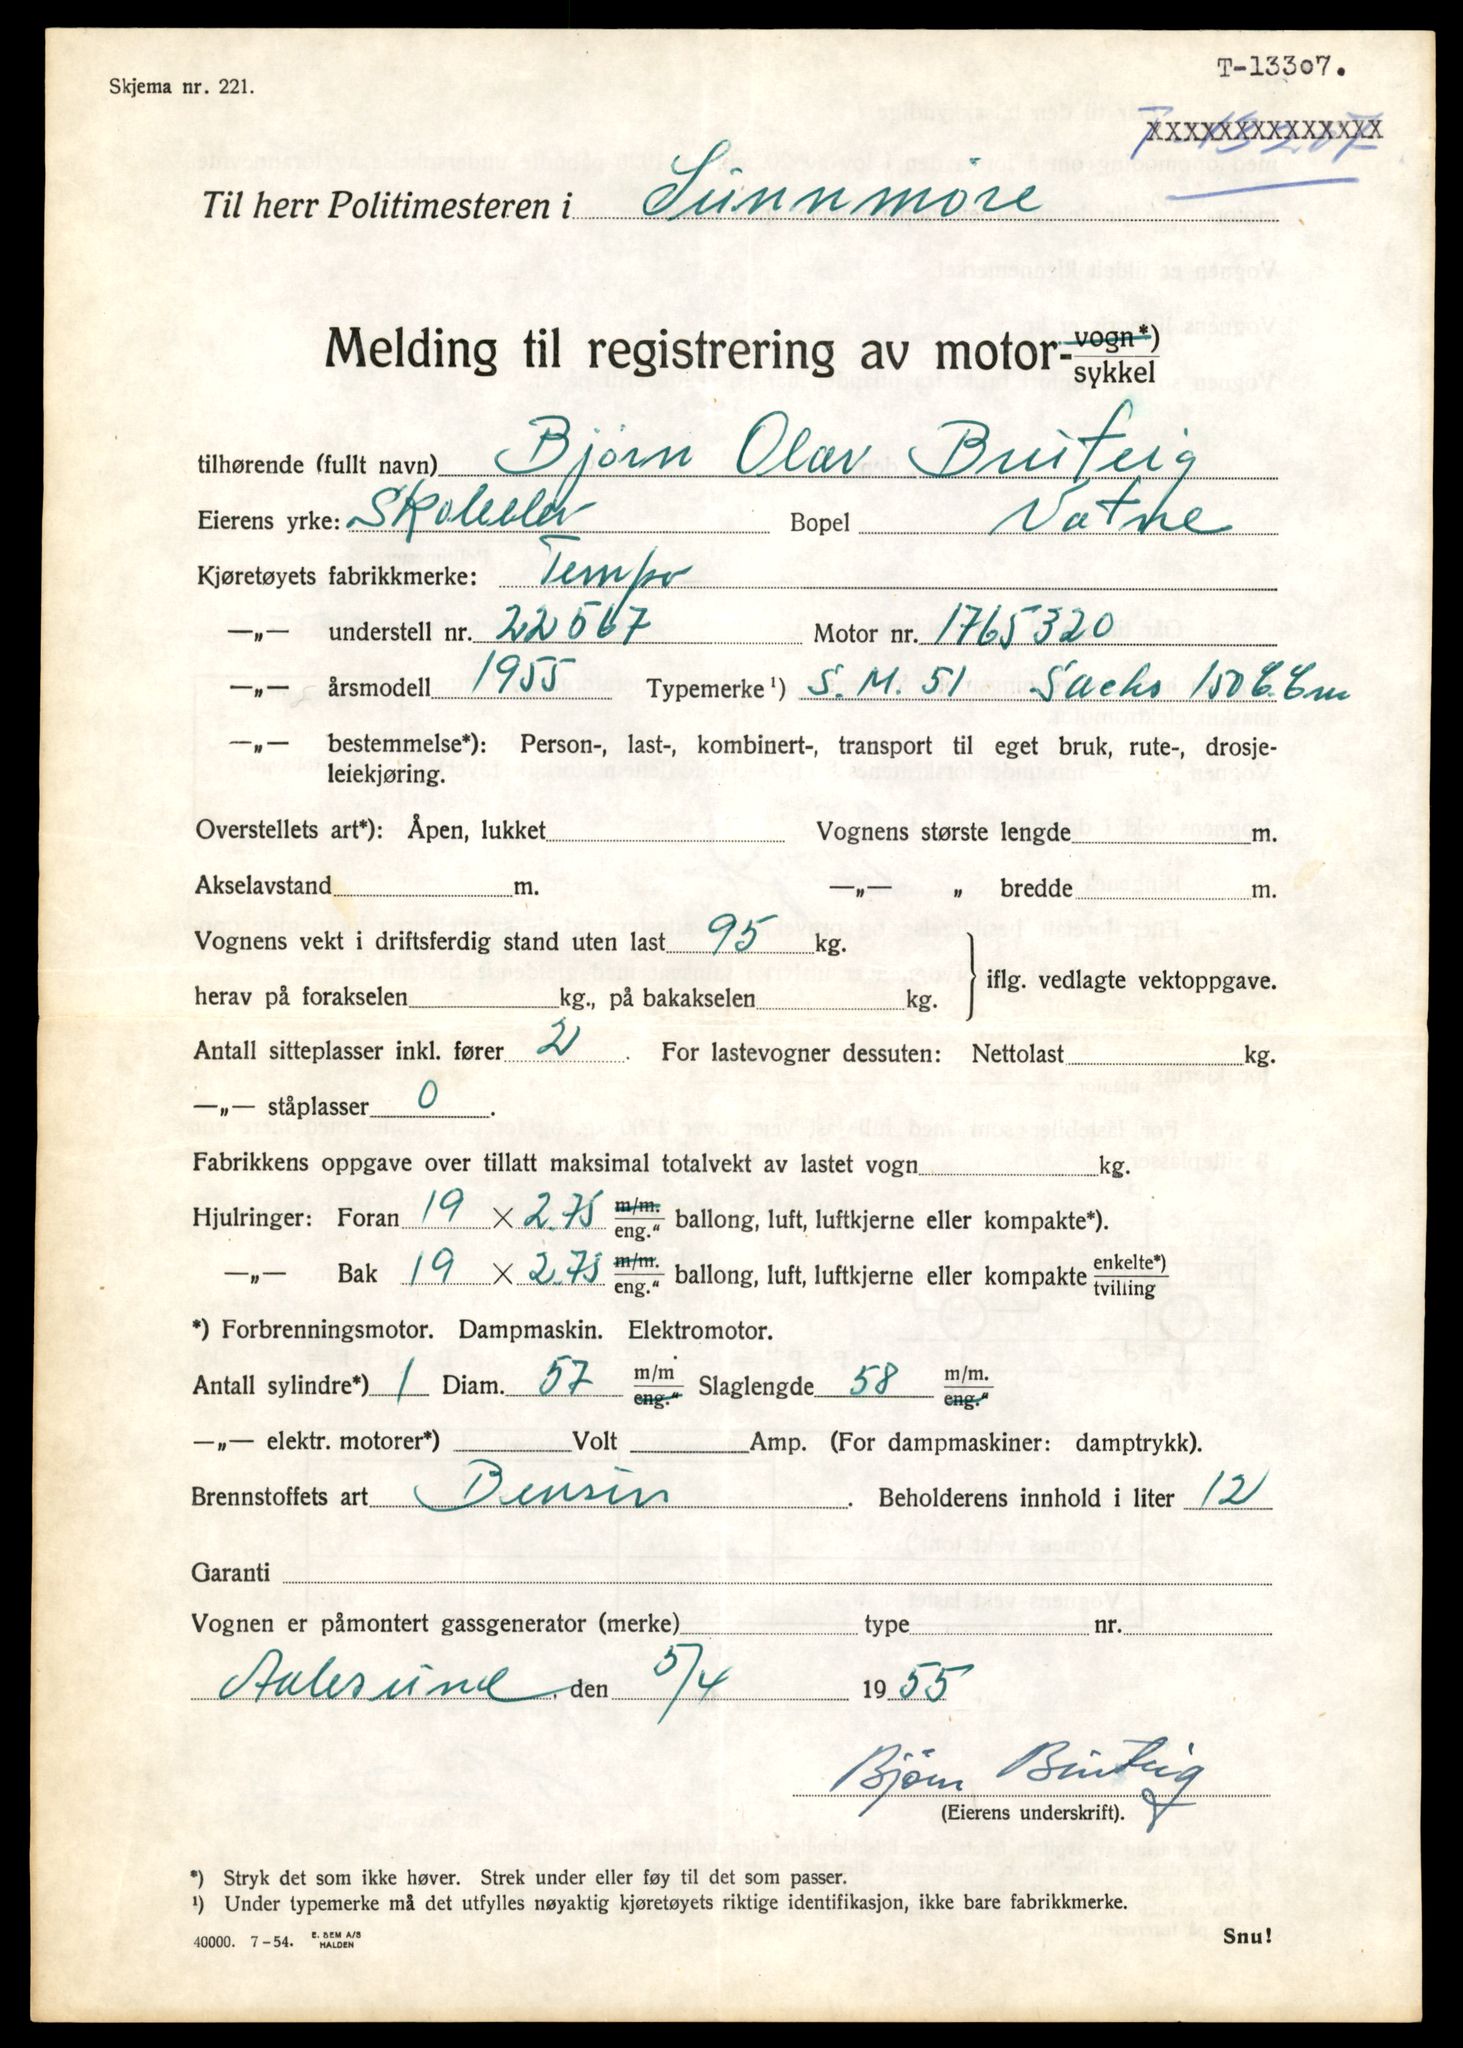 Skjema nr. 221.
T-13307.
XXXXXXXXXXXXXX
Til herr Politimesteren i Sunnmöre
Melding til registrering av motor- vogn*) sykkel
tilhørende (fullt navn) Bjørn Olav Bruteig
Eierens yrke: Skoleelev Bopel Vatne
Kjøretøyets fabrikkmerke: Tempo
—„— understell nr. 22567 Motor nr. 1765320
—„— årsmodell 1955 Typemerke¹) S. M. 51 Sachs 150 C.Cm
—„— bestemmelse*): Person-, last-, kombinert-, transport til eget bruk, rute-, drosje-
leiekjøring.
Overstellets art*): Åpen, lukket Vognens største lengde m.
Akselavstand m. —„— „ bredde m.
Vognens vekt i driftsferdig stand uten last 95 kg.
iflg. vedlagte vektoppgave.
herav på forakselen kg., på bakakselen kg.
Antall sitteplasser inkl. fører 2. For lastevogner dessuten: Nettolast kg.
—„— ståplasser 0.
Fabrikkens oppgave over tillatt maksimal totalvekt av lastet vogn kg.
Hjulringer: Foran 19 × 2.75 m/m. eng." ballong, luft, luftkjerne eller kompakte*).
—„— Bak 19 × 2.75 m/m. eng." ballong, luft, luftkjerne eller kompakte enkelte*) tvilling
*) Forbrenningsmotor. Dampmaskin. Elektromotor.
Antall sylindre*) 1 Diam. 57 m/m eng." Slaglengde 58 m/m. eng."
—„— elektr. motorer*) Volt Amp. (For dampmaskiner: damptrykk).
Brennstoffets art Bensin. Beholderens innhold i liter 12
Garanti
Vognen er påmontert gassgenerator (merke) type nr.
Aalesund, den 5/4 1955
Bjørn Bruteig
(Eierens underskrift).
*) Stryk det som ikke høver. Strek under eller føy til det som passer.
¹) Under typemerke må det utfylles nøyaktig kjøretøyets riktige identifikasjon, ikke bare fabrikkmerke.
40000. 7-54. E. SEM A/S HALDEN
Snu!